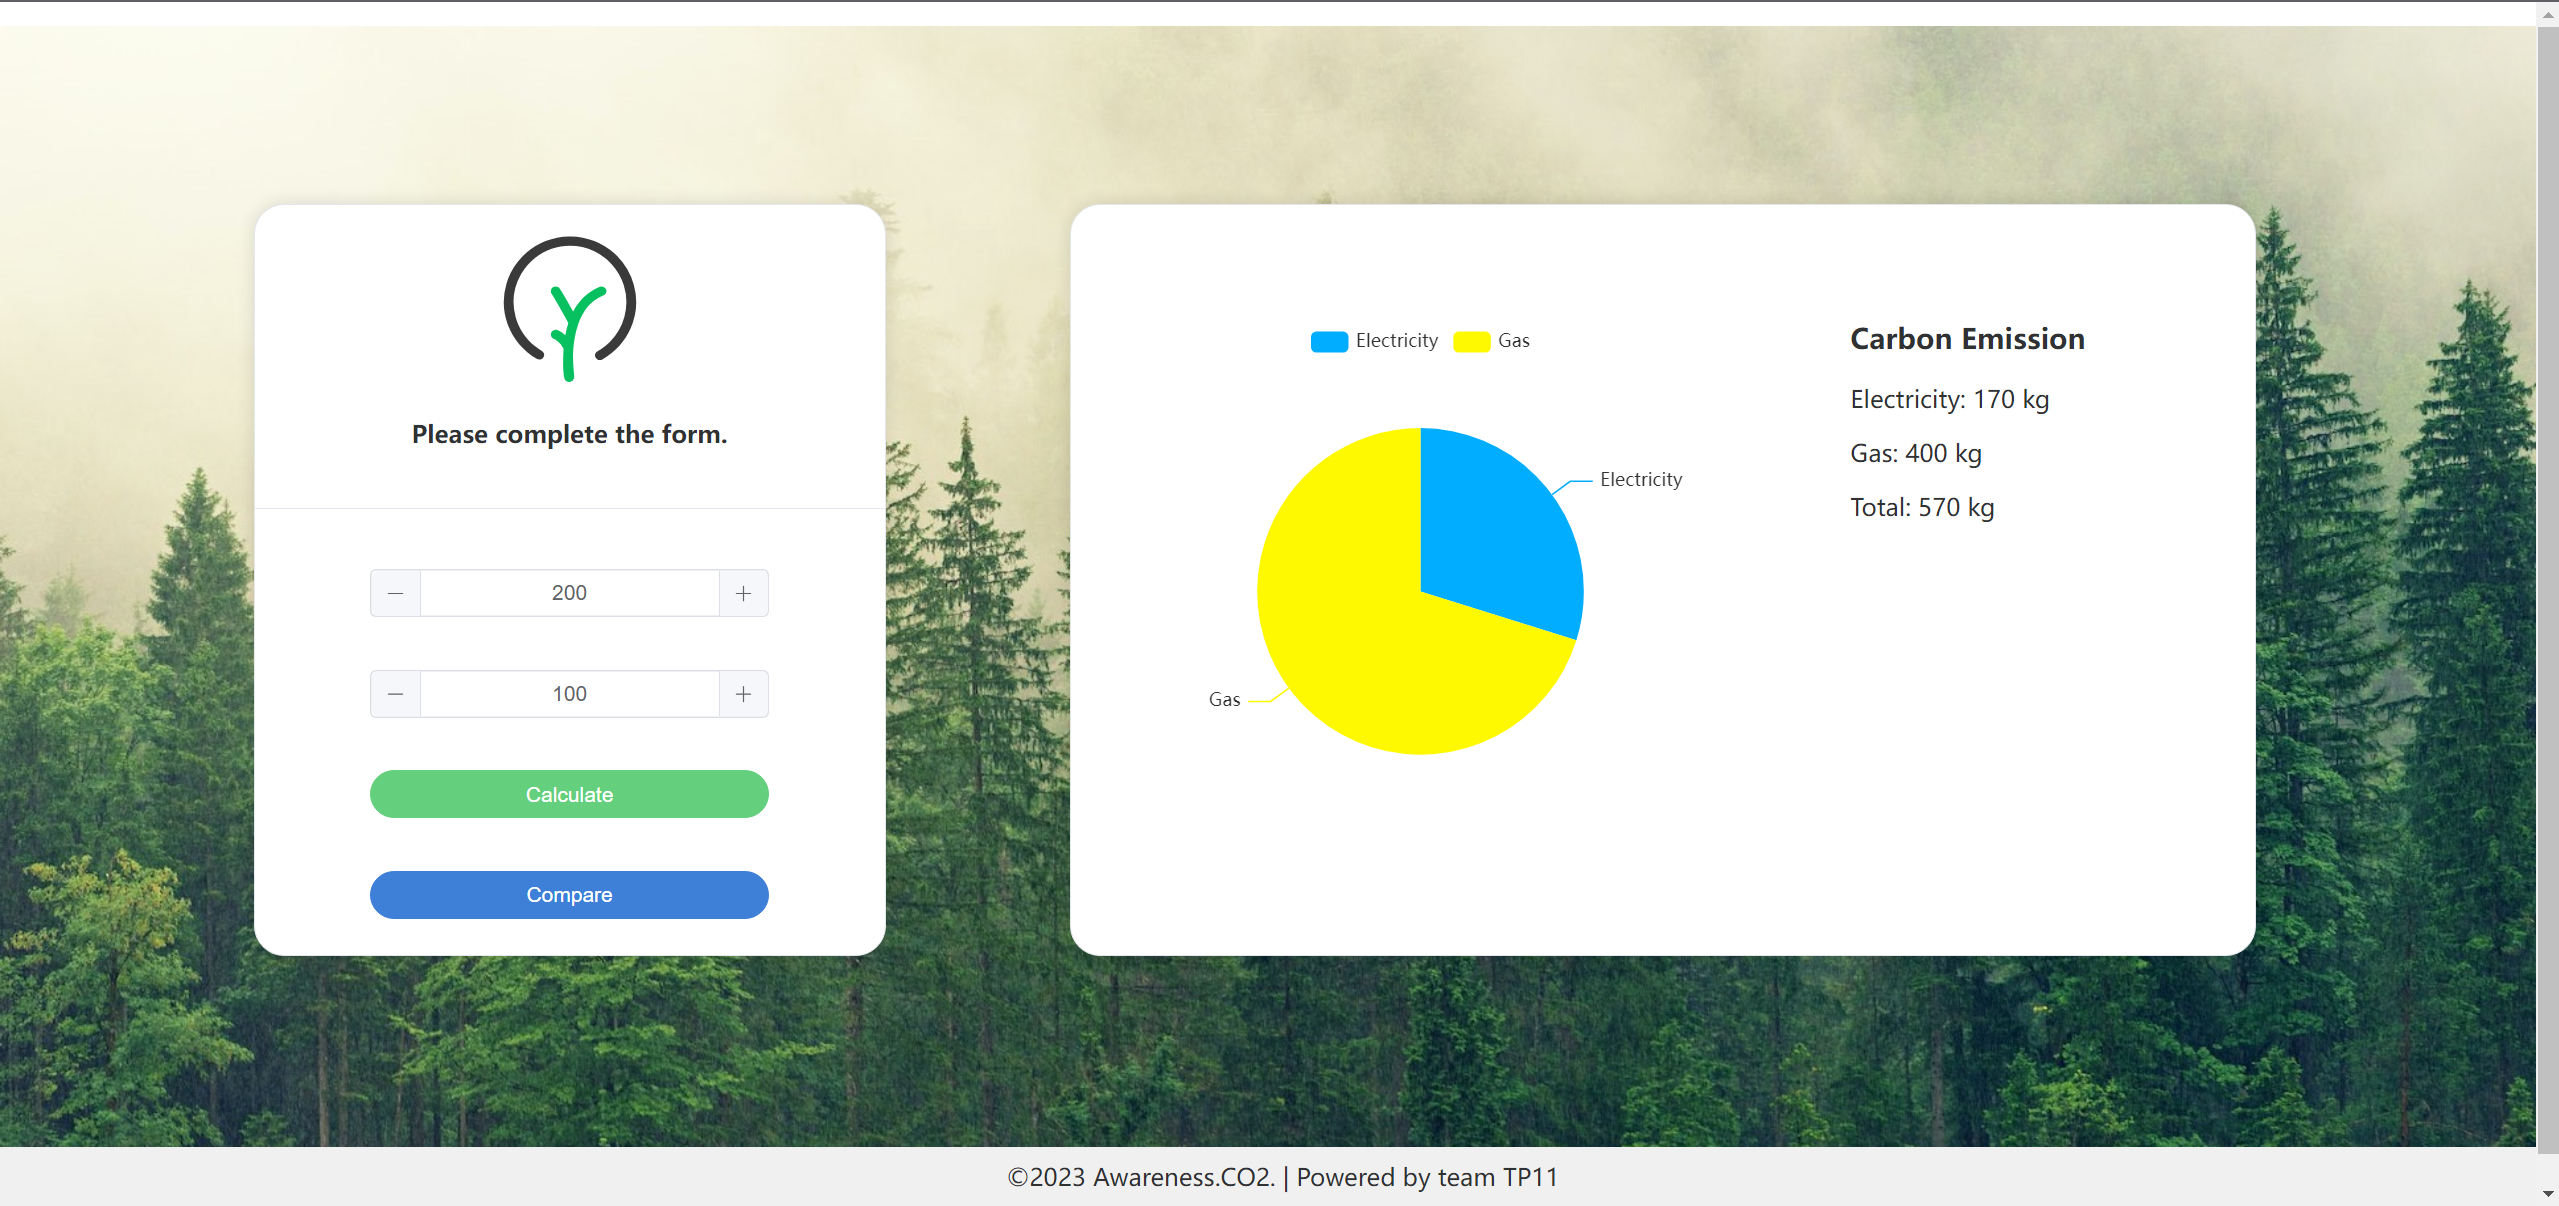 Please complete the form.
200
100
Calculate
Compare
Electricity Gas
Electricity
Gas
Carbon Emission
Electricity: 170 kg
Gas: 400 kg
Total: 570 kg
©2023 Awareness.CO2. | Powered by team TP11